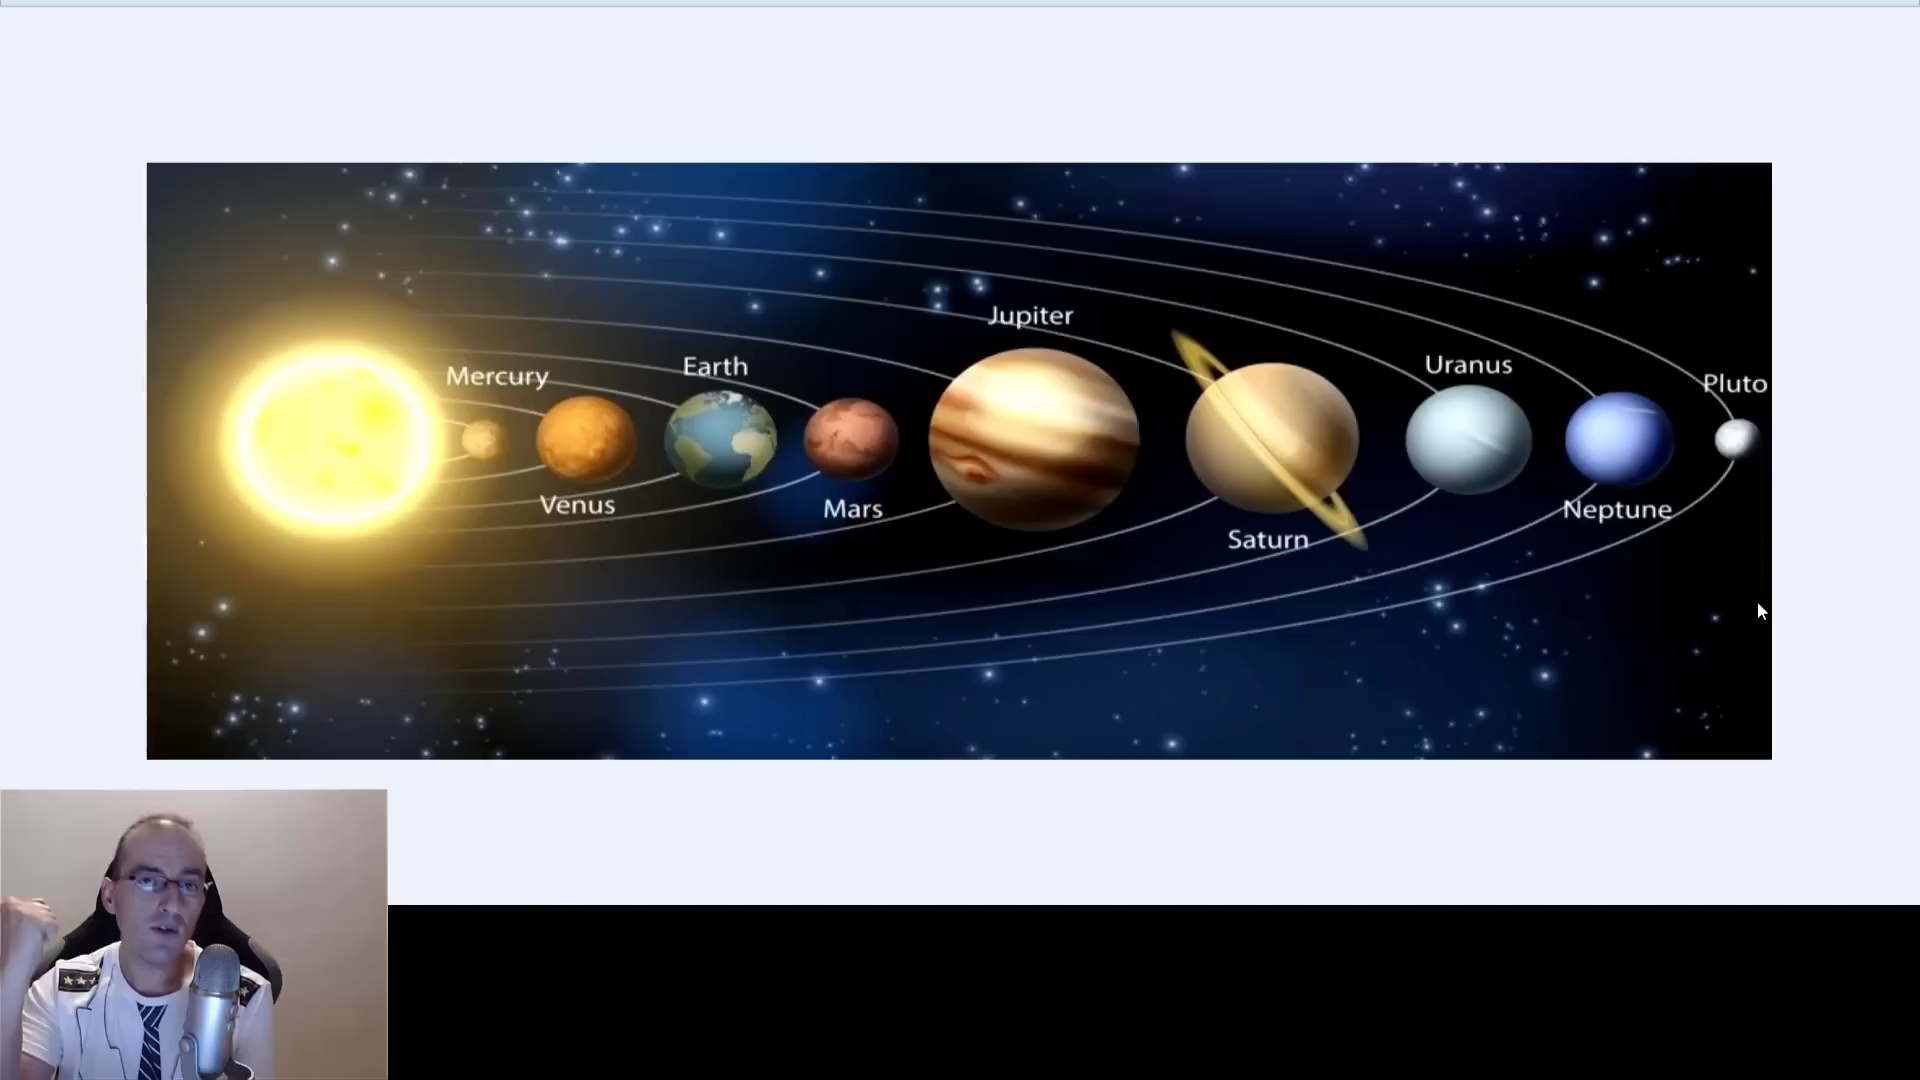 Mercury
Venus
Earth
Mars
Jupiter
Saturn
Uranus
Neptune
Pluto